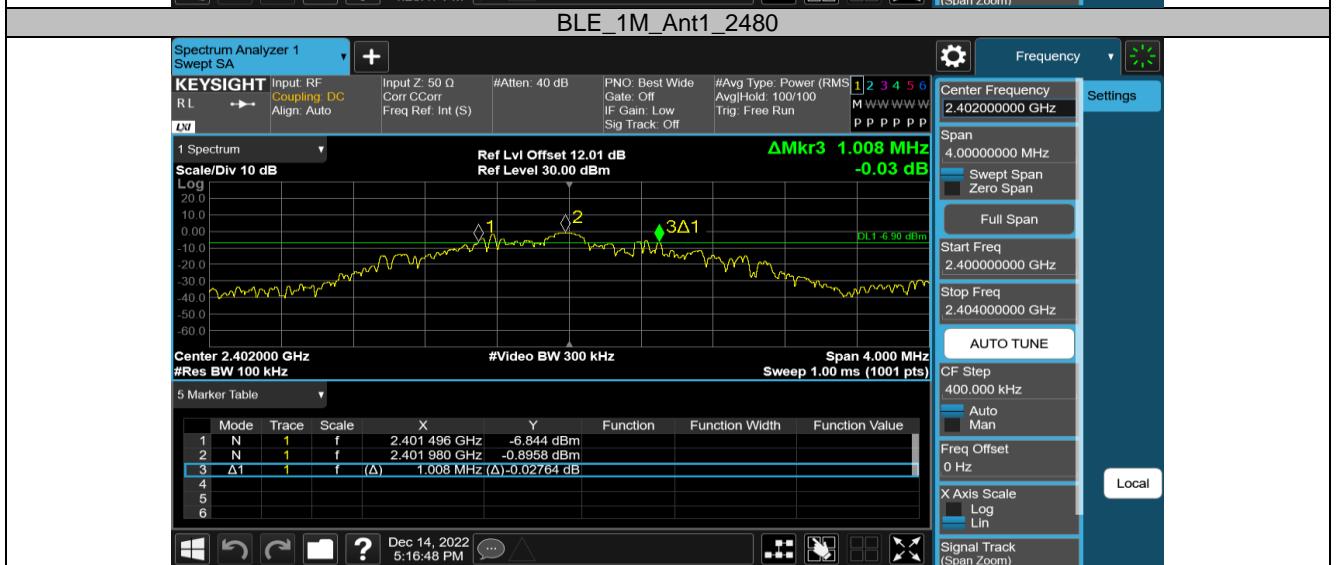 (Span Zoom)
BLE_1M_Ant1_2480
Spectrum Analyzer 1
Swept SA
Frequency
KEYSIGHT
RL
LXI
Input: RF
Coupling: DC
Align: Auto
Input Z: 50 Ω
Corr CCorr
Freq Ref: Int (S)
#Atten: 40 dB
PNO: Best Wide
Gate: Off
IF Gain: Low
Sig Track: Off
#Avg Type: Power (RMS
Avg|Hold: 100/100
Trig: Free Run
1 2 3 4 5 6
M W W W W W
P P P P P P
1 Spectrum
Scale/Div 10 dB
Ref Lvl Offset 12.01 dB
Ref Level 30.00 dBm
ΔMkr3 1.008 MHz
-0.03 dB
Log
20.0
10.0
0.00
-10.0
-20.0
-30.0
-40.0
-50.0
-60.0
1
2
3Δ1
DL1 -6.90 dBm
Center 2.402000 GHz
#Video BW 300 kHz
Span 4.000 MHz
#Res BW 100 kHz
Sweep 1.00 ms (1001 pts)
5 Marker Table
Mode Trace Scale X Y Function Function Width Function Value
1 N 1 f 2.401 496 GHz -6.844 dBm
2 N 1 f 2.401 980 GHz -0.8958 dBm
3 Δ1 1 f (Δ) 1.008 MHz (Δ) -0.02764 dB
4
5
6
?
Dec 14, 2022
5:16:48 PM
Center Frequency
2.402000000 GHz
Settings
Span
4.00000000 MHz
Swept Span
Zero Span
Full Span
Start Freq
2.400000000 GHz
Stop Freq
2.404000000 GHz
AUTO TUNE
CF Step
400.000 kHz
Auto
Man
Freq Offset
0 Hz
X Axis Scale
Log
Lin
Local
Signal Track
(Span Zoom)